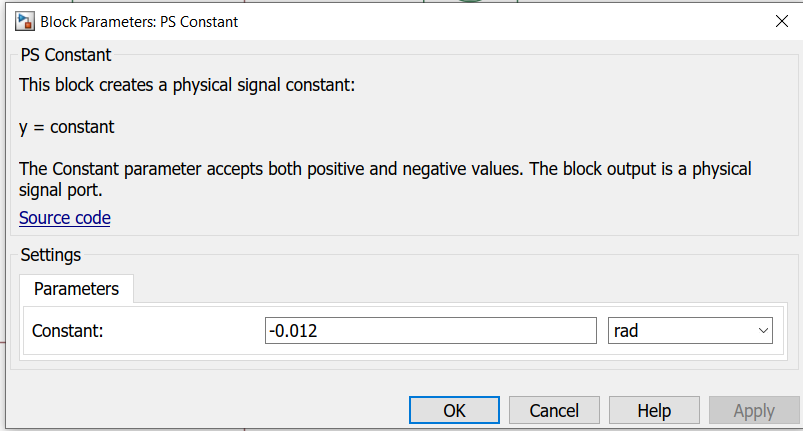 Block Parameters: PS Constant
PS Constant
This block creates a physical signal constant:
y = constant
The Constant parameter accepts both positive and negative values. The block output is a physical
signal port.
Source code
Settings
Parameters
Constant: -0.012 rad
OK Cancel Help Apply